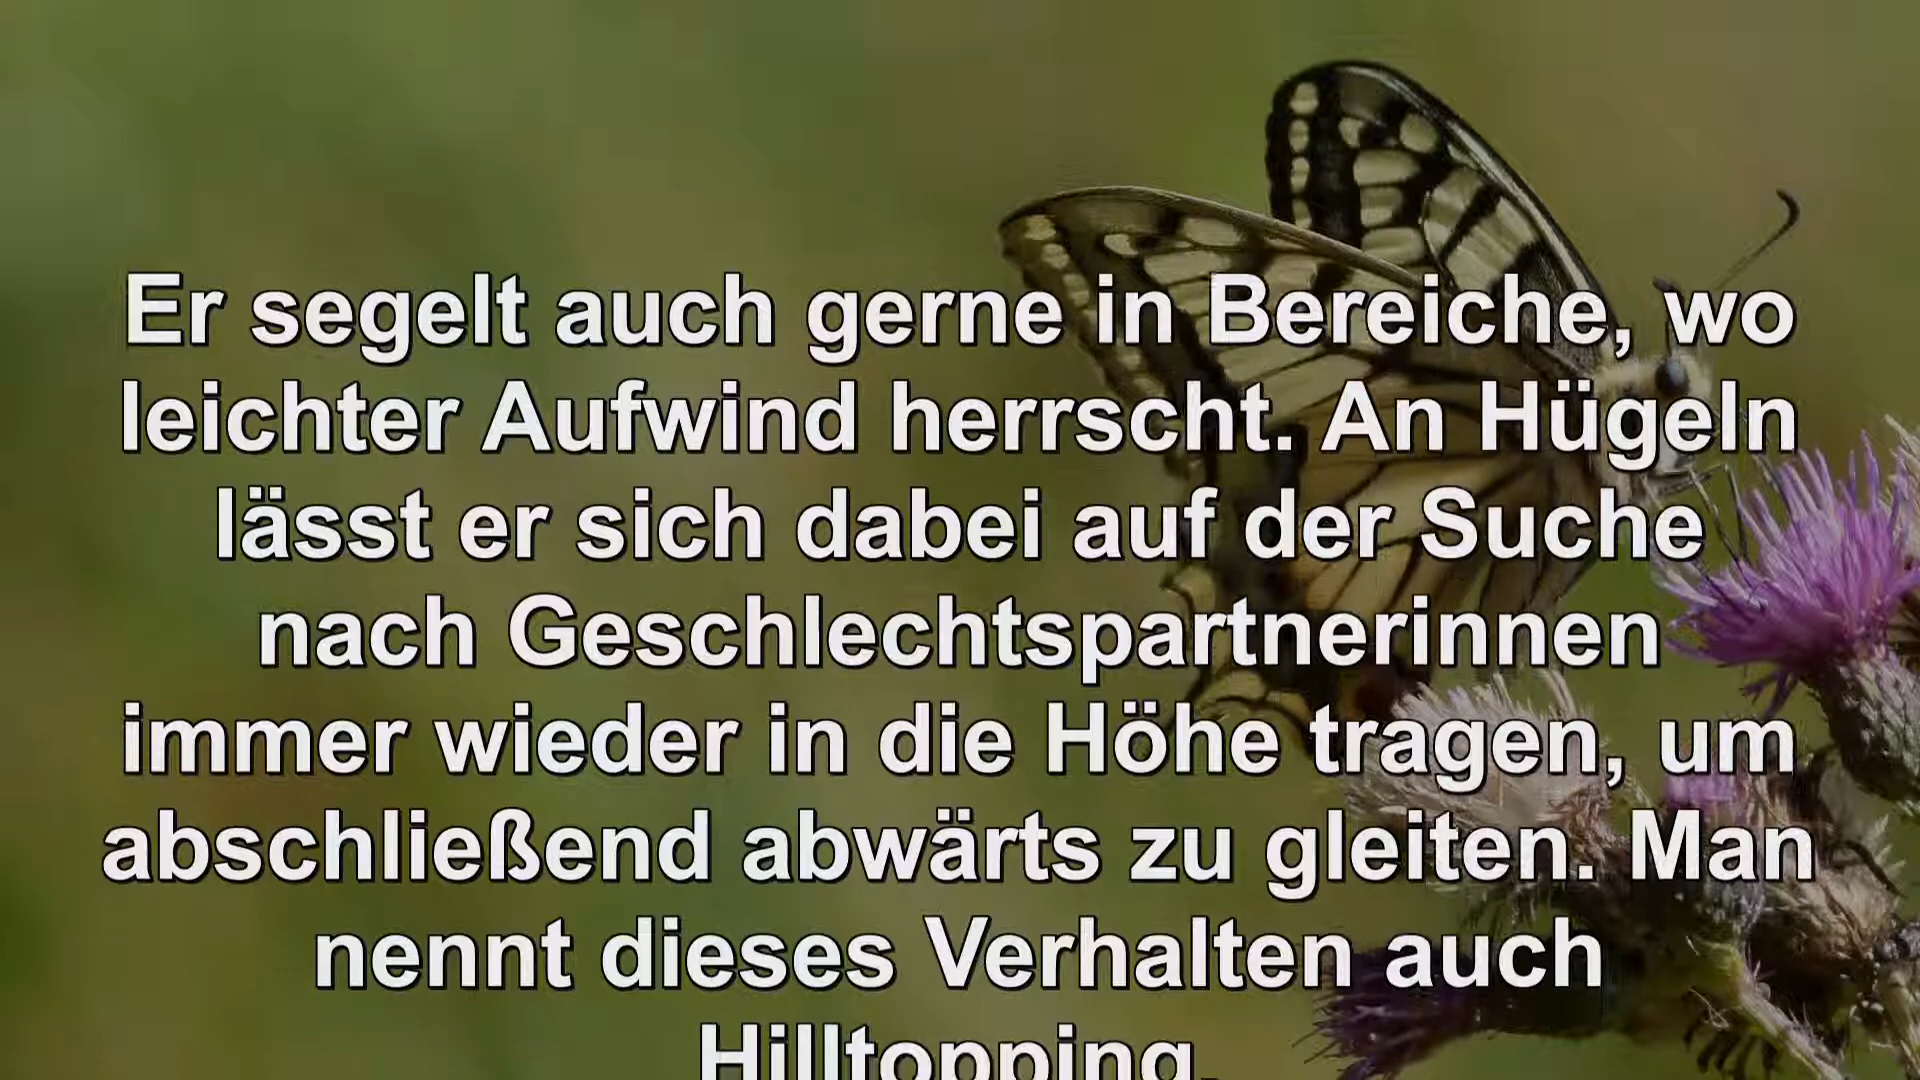 Er segelt auch gerne in Bereiche, wo
leichter Aufwind herrscht. An Hügeln
lässt er sich dabei auf der Suche
nach Geschlechtspartnerinnen
immer wieder in die Höhe tragen, um
abschließend abwärts zu gleiten. Man
nennt dieses Verhalten auch
Hilltopping.